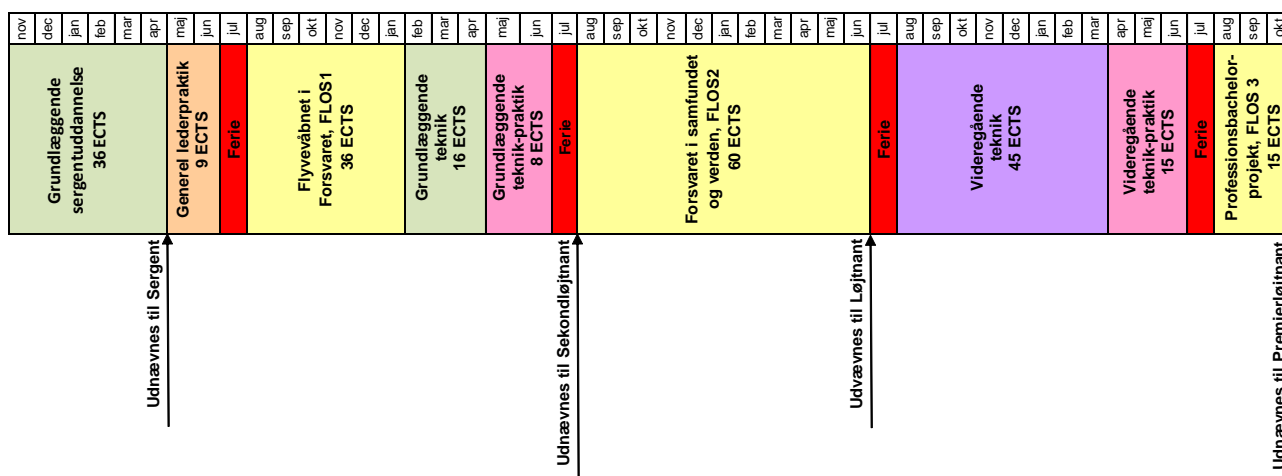 nov
dec
jan
feb
mar
apr
maj
jun
jul
aug
sep
okt
nov
dec
jan
feb
mar
apr
maj
jun
jul
aug
sep
okt
nov
dec
jan
feb
mar
apr
maj
jun
jul
aug
sep
okt
nov
dec
jan
feb
mar
apr
maj
jun
jul
aug
sep
okt
Grundlæggende
sergentuddannelse
36 ECTS
Generel lederpraktik
9 ECTS
Ferie
Flyvevåbnet i
Forsvaret, FLOS1
36 ECTS
Grundlæggende
teknik
16 ECTS
Grundlæggende
teknik-praktik
8 ECTS
Ferie
Forsvaret i samfundet
og verden, FLOS2
60 ECTS
Ferie
Videregående
teknik
45 ECTS
Videregående
teknik-praktik
15 ECTS
Ferie
Professionsbachelor-
projekt, FLOS 3
15 ECTS
Udnævnes til Sergent
Udnævnes til Sekondløjtnant
Udvævnes til Løjtnant
Udnævnes til Premierløjtnant